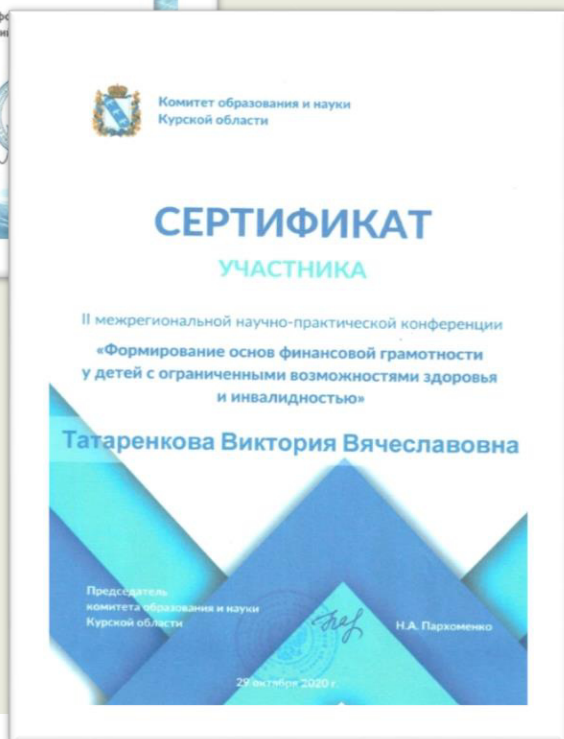 Комитет образования и науки
Курской области
СЕРТИФИКАТ
УЧАСТНИКА
II межрегиональной научно-практической конференции
«Формирование основ финансовой грамотности
у детей с ограниченными возможностями здоровья
и инвалидностью»
Татаренкова Виктория Вячеславовна
Председатель
комитета образования и науки
Курской области
Н.А. Пархоменко
29 октября 2020 г.